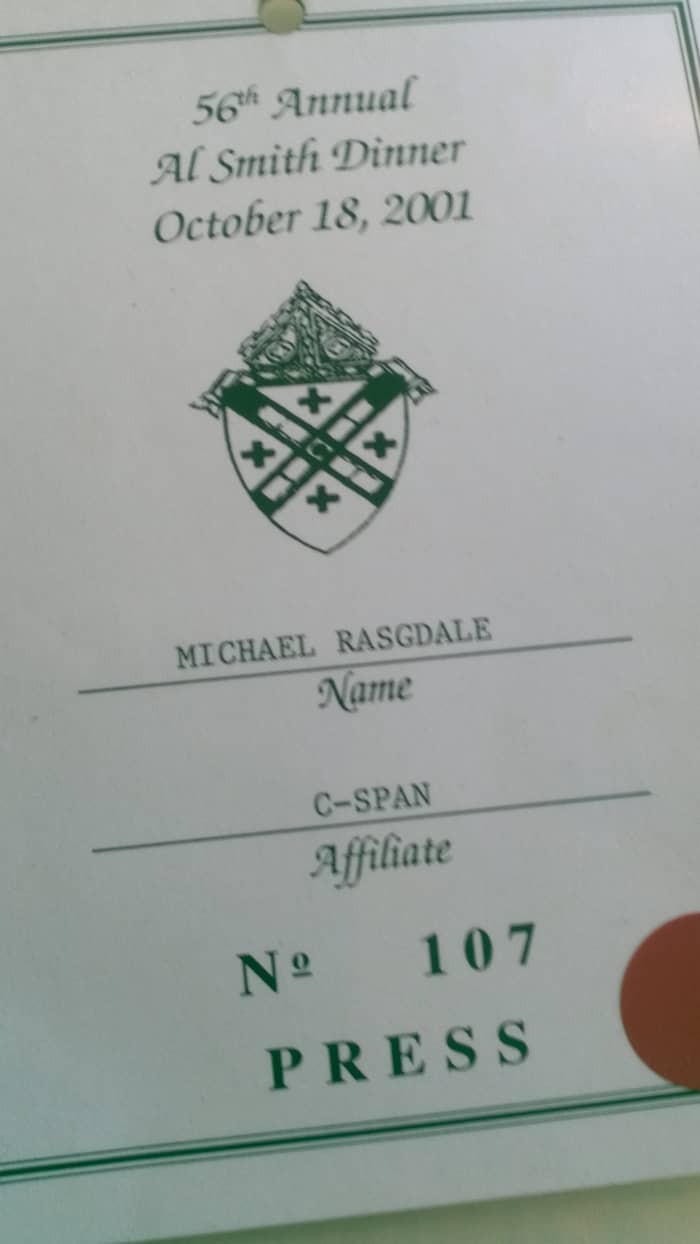 56th Annual
Al Smith Dinner
October 18, 2001
MICHAEL RASGDALE
Name
C-SPAN
Affiliate
Nº 107
PRESS